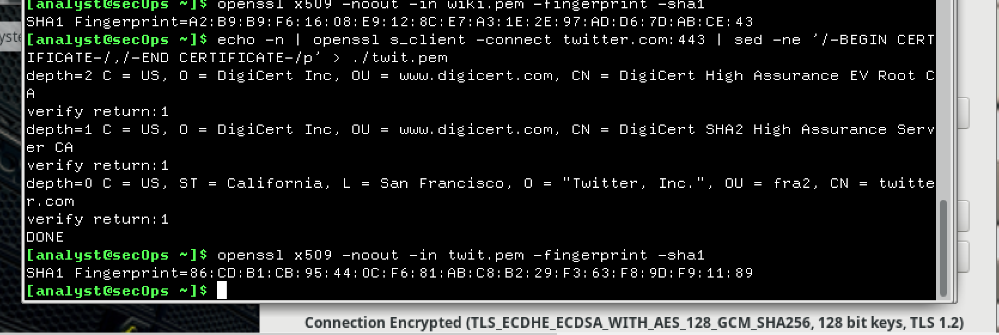 [analyst@secOps ~]$ openssl x509 -noout -in wiki.pem -fingerprint -sha1
SHA1 Fingerprint=A2:B9:B9:F6:16:08:E9:12:8C:E7:A3:1E:2E:97:AD:D6:7D:AB:CE:43
[analyst@secOps ~]$ echo -n | openssl s_client -connect twitter.com:443 | sed -ne '/-BEGIN CERT
IFICATE-/,/-END CERTIFICATE-/p' > ./twit.pem
depth=2 C = US, O = DigiCert Inc, OU = www.digicert.com, CN = DigiCert High Assurance EV Root C
A
verify return:1
depth=1 C = US, O = DigiCert Inc, OU = www.digicert.com, CN = DigiCert SHA2 High Assurance Serv
er CA
verify return:1
depth=0 C = US, ST = California, L = San Francisco, O = "Twitter, Inc.", OU = fra2, CN = twitte
r.com
verify return:1
DONE
[analyst@secOps ~]$ openssl x509 -noout -in twit.pem -fingerprint -sha1
SHA1 Fingerprint=86:CD:B1:CB:95:44:0C:F6:81:AB:C8:B2:29:F3:63:F8:9D:F9:11:89
[analyst@secOps ~]$
Connection Encrypted (TLS_ECDHE_ECDSA_WITH_AES_128_GCM_SHA256, 128 bit keys, TLS 1.2)